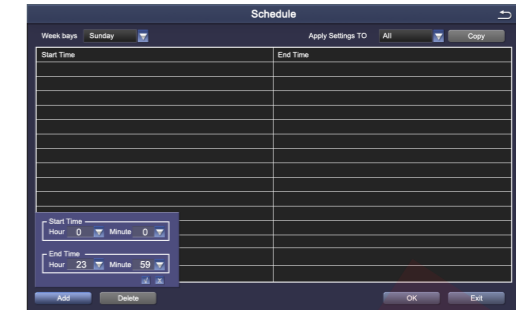 Schedule
Week bays Sunday Apply Settings TO All Copy
Start Time End Time
Start Time
Hour 0 Minute 0
End Time
Hour 23 Minute 59
Add Delete OK Exit